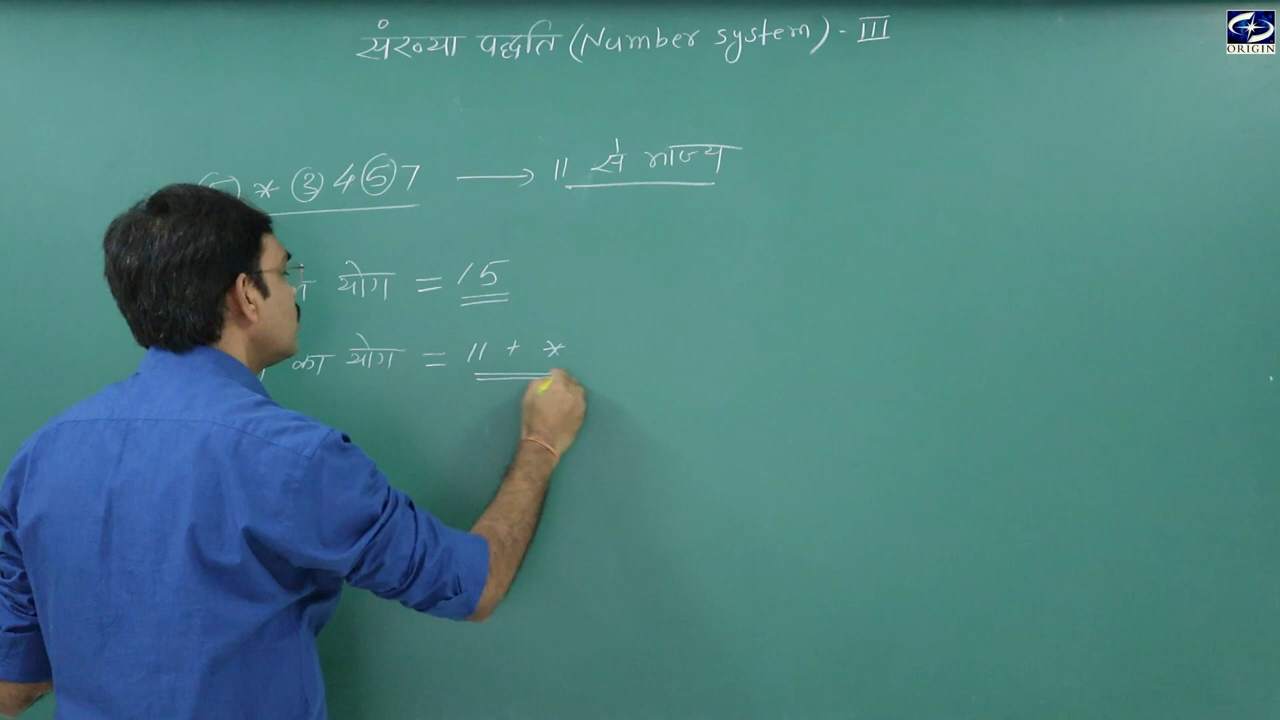 संख्या पद्धति (Number system) - III
ORIGIN
* 3 4 5 7 → 11 से भाज्य
योग = 15
का योग = 11 + *